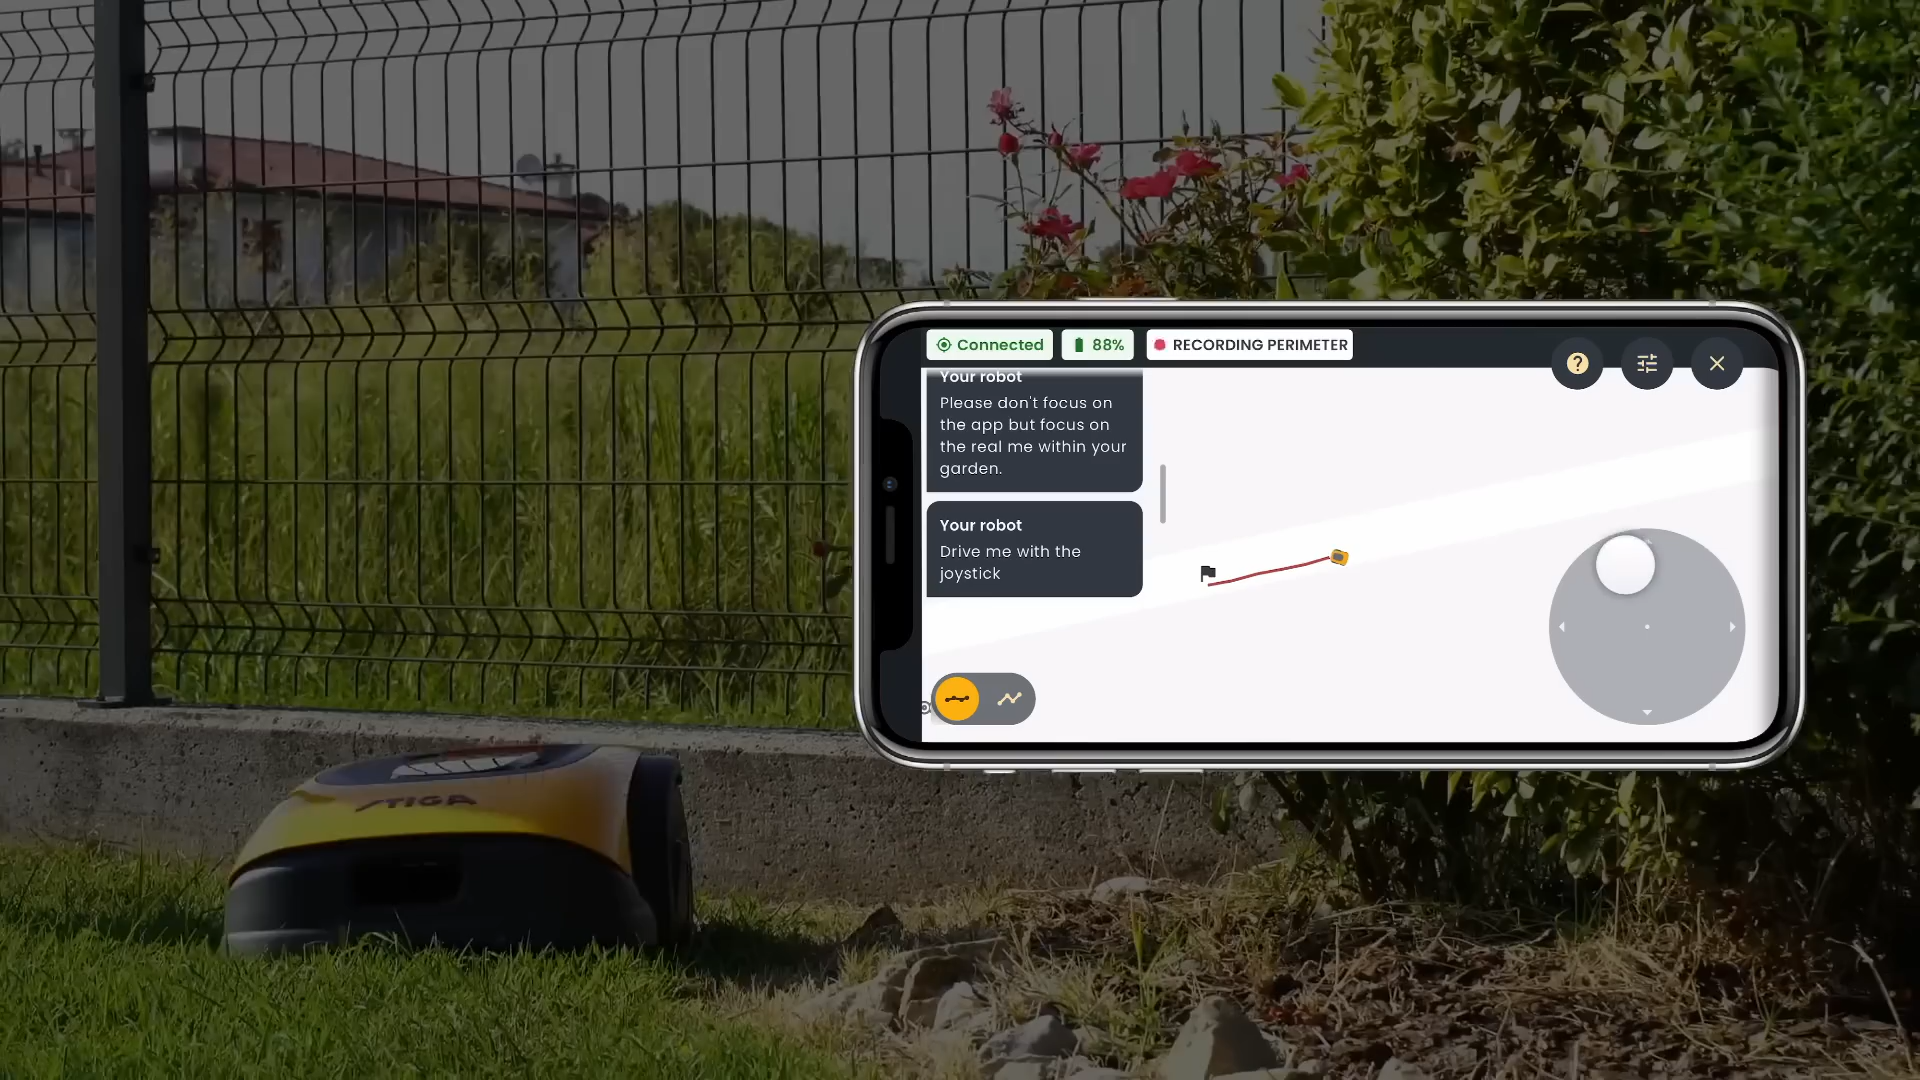 Connected
88%
RECORDING PERIMETER
?
Your robot
Please don't focus on
the app but focus on
the real me within your
garden.
Your robot
Drive me with the
joystick
STIGA